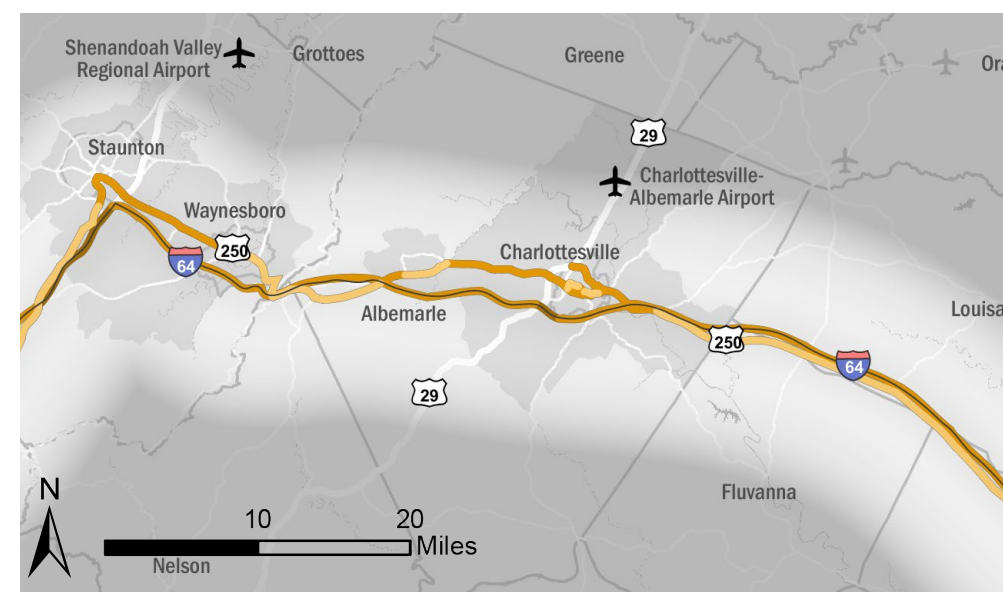 Shenandoah Valley
Regional Airport
Grottoes
Greene
Ora
29
Staunton
Charlottesville-
Albemarle Airport
Waynesboro
250
64
Charlottesville
Albemarle
Louisa
250
64
29
N
Fluvanna
10
20
Miles
Nelson